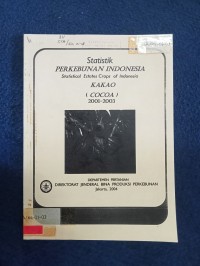 Statistik
PERKEBUNAN INDONESIA
Statistical Estates Crops of Indonesia
KAKAO
( COCOA )
2001-2003
DEPARTEMEN PERTANIAN
DIREKTORAT JENDERAL BINA PRODUKSI PERKEBUNAN
Jakarta, 2004